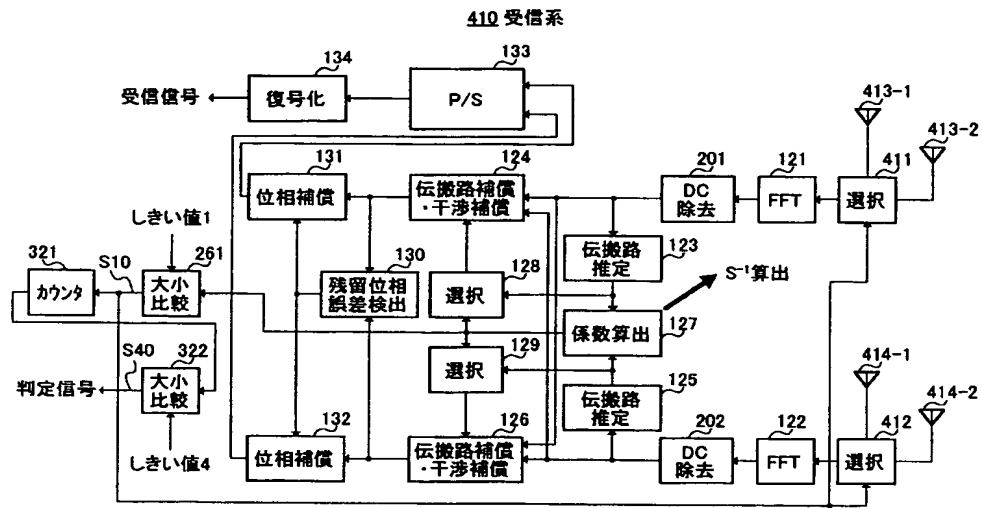 410 受信系
134
133
受信信号
復号化
P/S
413-1
413-2
131
124
201
121
411
位相補償
伝搬路補償
・干渉補償
DC
除去
FFT
選択
しきい値1
123
伝搬路
推定
321
S10
261
130
128
S⁻¹算出
カウンタ
大小
比較
残留位相
誤差検出
選択
係数算出
127
S40
322
129
125
414-1
414-2
判定信号
大小
比較
選択
伝搬路
推定
132
126
202
122
412
しきい値4
位相補償
伝搬路補償
・干渉補償
DC
除去
FFT
選択